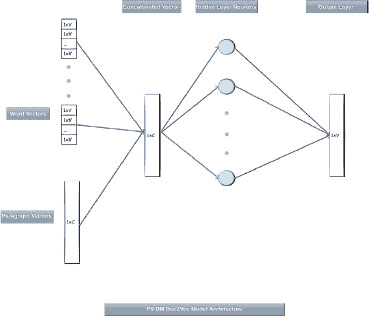 Concatenated Vector
Hidden Layer Neurons
Output Layer
1xV
1xV
...
1xV
1xV
1xV
...
1xV
Word Vectors
1xC
1xV
Paragraph Vectors
1xC
PV-DM Doc2Vec Model Architecture